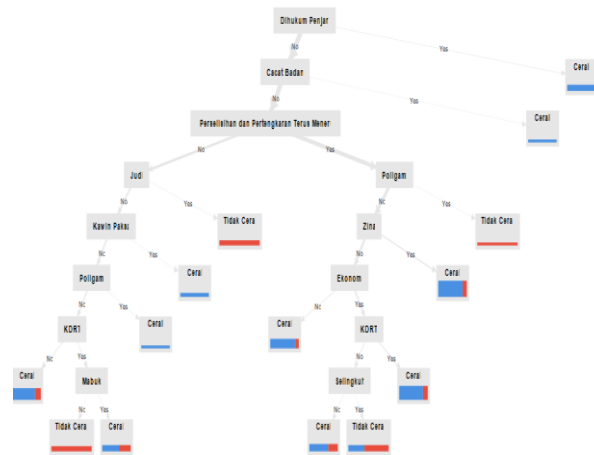 Dihukum Penjar
No
Yes
Cacat Badan
Cerai
No
Yes
Perselisihan dan Pertengkaran Terus Mener
Cerai
No
Yes
Judi
Poligam
No
Yes
No
Yes
Kawin Paksa
Tidak Cera
Zina
Tidak Cera
No
Yes
No
Yes
Poligam
Cerai
Ekonom
Cerai
No
Yes
No
Yes
KDRT
Cerai
Cerai
KDRT
No
Yes
No
Yes
Cerai
Mabuk
Selingkuh
Cerai
No
Yes
No
Yes
Tidak Cera
Cerai
Cerai
Tidak Cera